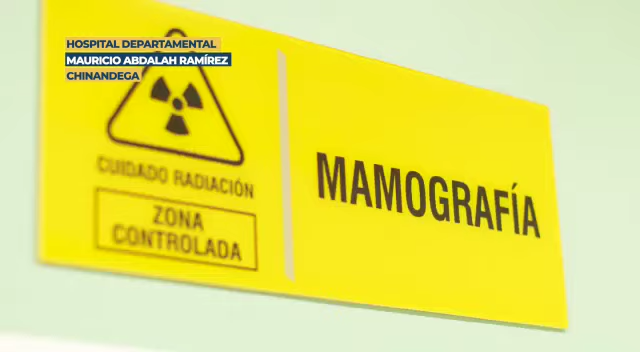 HOSPITAL DEPARTAMENTAL
MAURICIO ABDALAH RAMÍREZ
CHINANDEGA
CUIDADO RADIACIÓN
ZONA
CONTROLADA
MAMOGRAFÍA